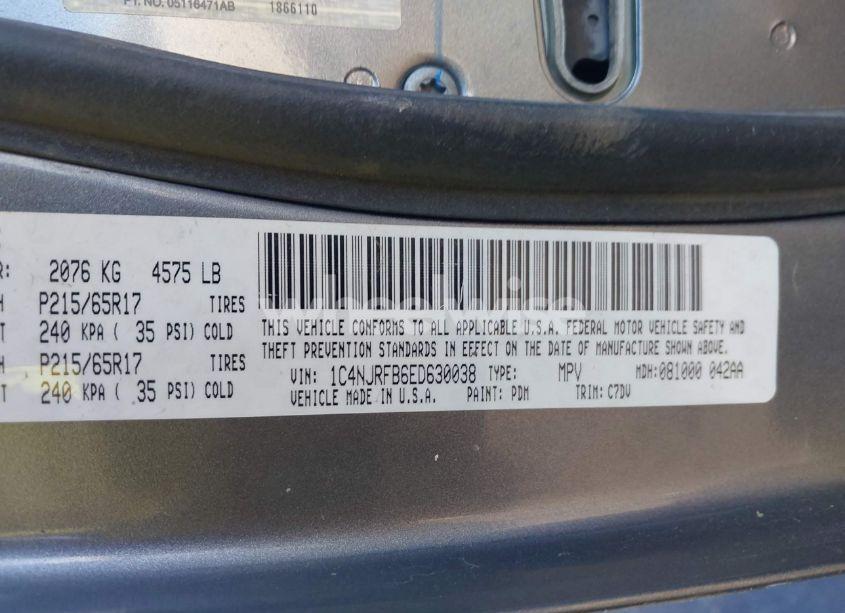 PT. NO. 05116471AB 1866110
R: 2076 KG 4575 LB
H P215/65R17 TIRES
T 240 KPA ( 35 PSI) COLD
H P215/65R17 TIRES
T 240 KPA ( 35 PSI) COLD
THIS VEHICLE CONFORMS TO ALL APPLICABLE U.S.A. FEDERAL MOTOR VEHICLE SAFETY AND
THEFT PREVENTION STANDARDS IN EFFECT ON THE DATE OF MANUFACTURE SHOWN ABOVE.
VIN: 1C4NJRFB6ED630038 TYPE: MPV MDH:081000 042AA
VEHICLE MADE IN U.S.A. PAINT: PDM TRIM: C7DV
wheelwise